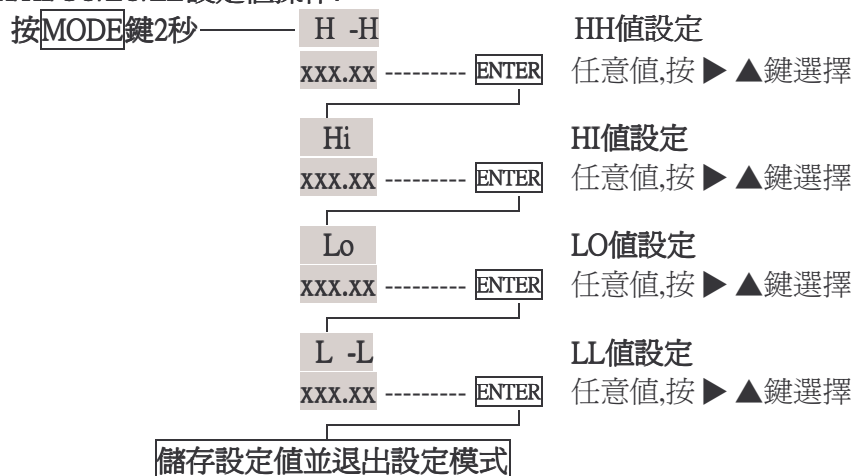 按MODE鍵2秒 H -H HH值設定
xxx.xx --------- ENTER 任意值,按 ▶ ▲鍵選擇
Hi HI值設定
xxx.xx --------- ENTER 任意值,按 ▶ ▲鍵選擇
Lo LO值設定
xxx.xx --------- ENTER 任意值,按 ▶ ▲鍵選擇
L -L LL值設定
xxx.xx --------- ENTER 任意值,按 ▶ ▲鍵選擇
儲存設定值並退出設定模式